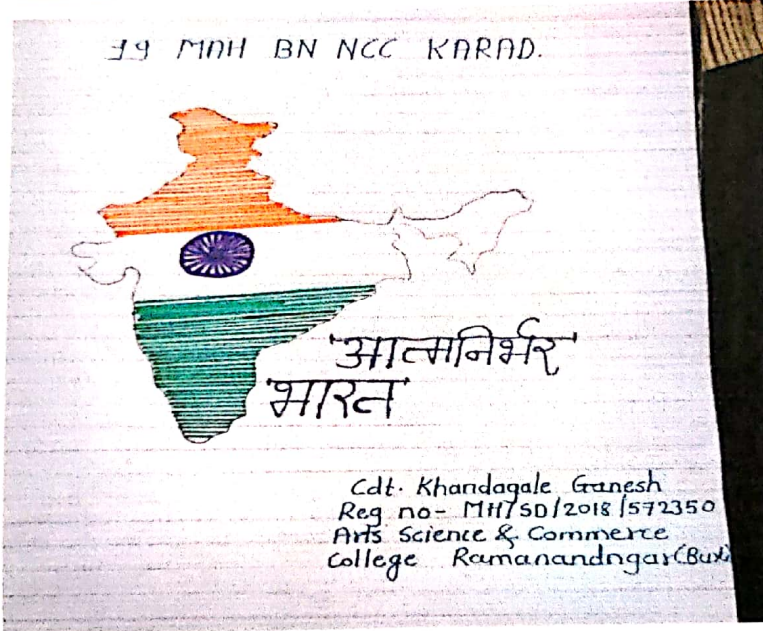 19 MAH BN NCC KARAD.
'आत्मनिर्भर'
'भारत'
Cdt. Khandagale Ganesh
Reg no- MH/SD/2018/572350
Arts Science & Commerce
College Ramanandngar